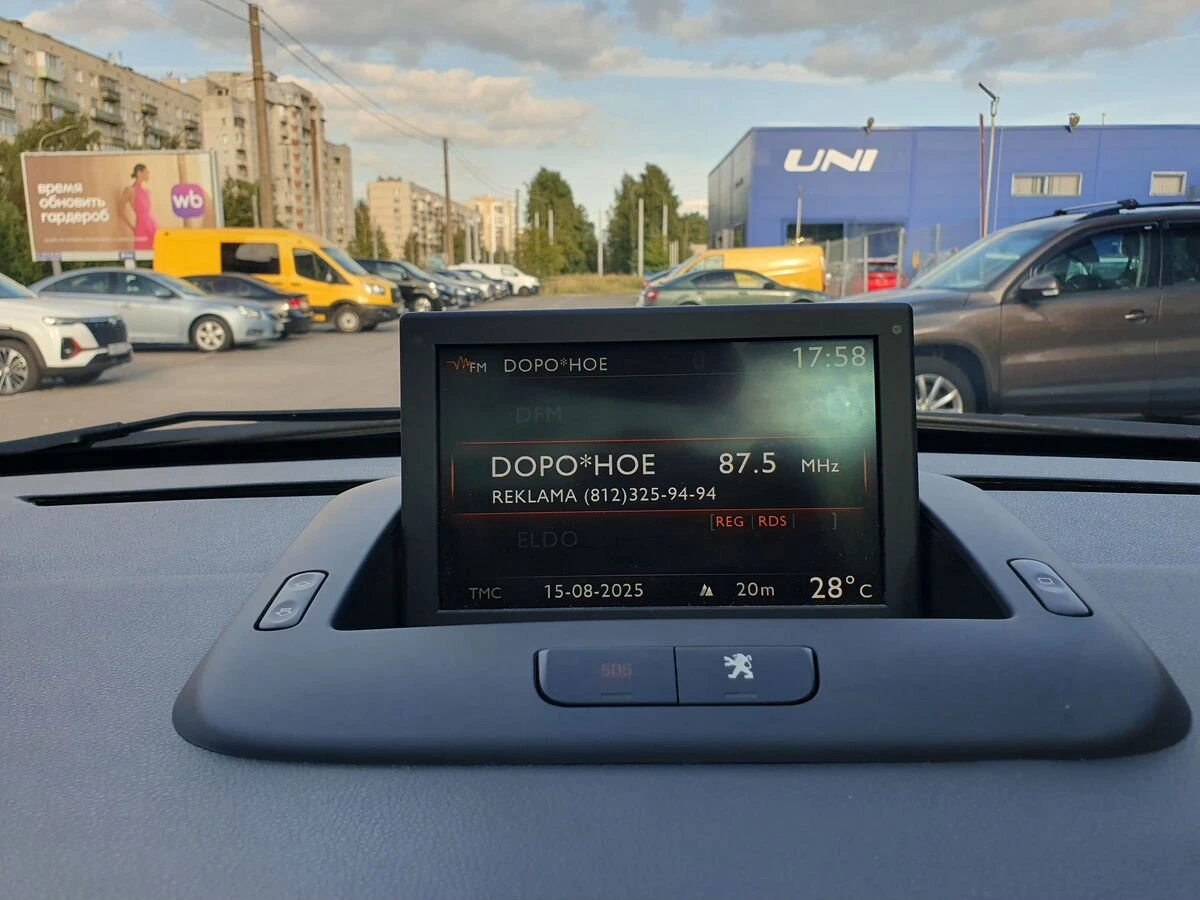 время
обновить
гардероб
wb
UNI
FM DOPO*HOE 17:58
DFM
DOPO*HOE 87.5 MHz
REKLAMA (812)325-94-94
[REG | RDS | ]
ELDO
TMC 15-08-2025 20m 28°C
SOS